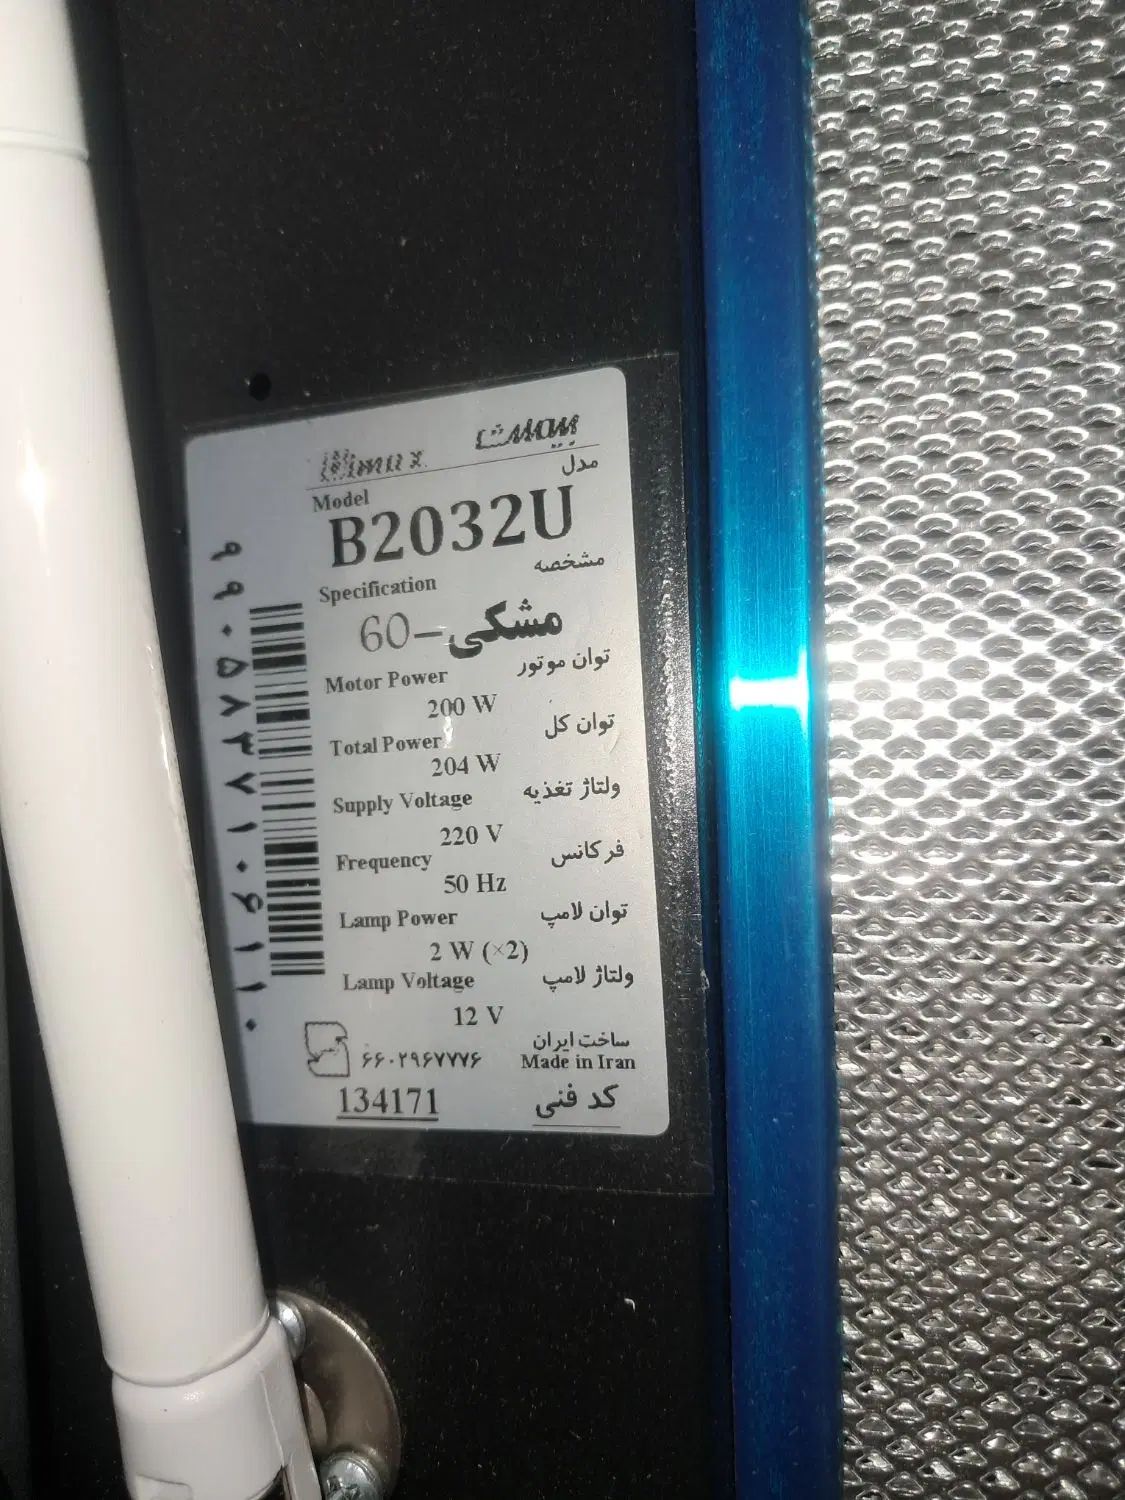 Bimax بیمکث
Model مدل
B2032U
Specification مشخصه
مشکی-60
Motor Power توان موتور
200 W
Total Power توان کل
204 W
Supply Voltage ولتاژ تغذیه
220 V
Frequency فرکانس
50 Hz
Lamp Power توان لامپ
2 W (×2)
Lamp Voltage ولتاژ لامپ
12 V
ساخت ایران
۶۶۰۲۹۶۷۷۷۶ Made in Iran
134171 کد فنی
۹۹۰۵۸۳۷۱۰۶۱۱۰